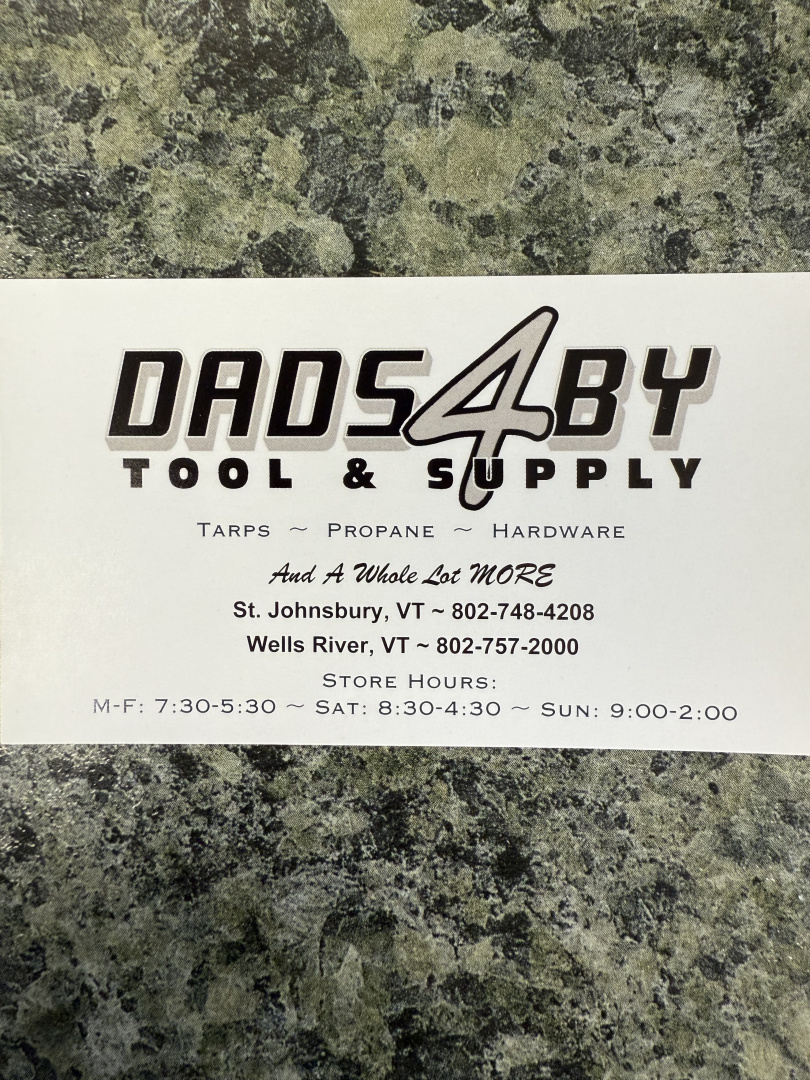 DADS4BY
TOOL & SUPPLY
TARPS ~ PROPANE ~ HARDWARE
And A Whole Lot MORE
St. Johnsbury, VT ~ 802-748-4208
Wells River, VT ~ 802-757-2000
STORE HOURS:
M-F: 7:30-5:30 ~ SAT: 8:30-4:30 ~ SUN: 9:00-2:00